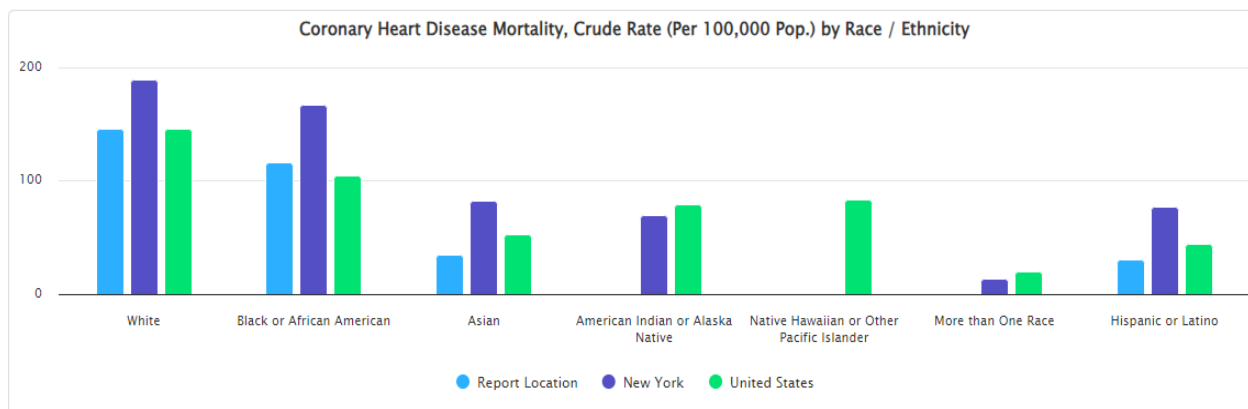 Coronary Heart Disease Mortality, Crude Rate (Per 100,000 Pop.) by Race / Ethnicity
200
100
0
White
Black or African American
Asian
American Indian or Alaska
Native
Native Hawaiian or Other
Pacific Islander
More than One Race
Hispanic or Latino
Report Location
New York
United States